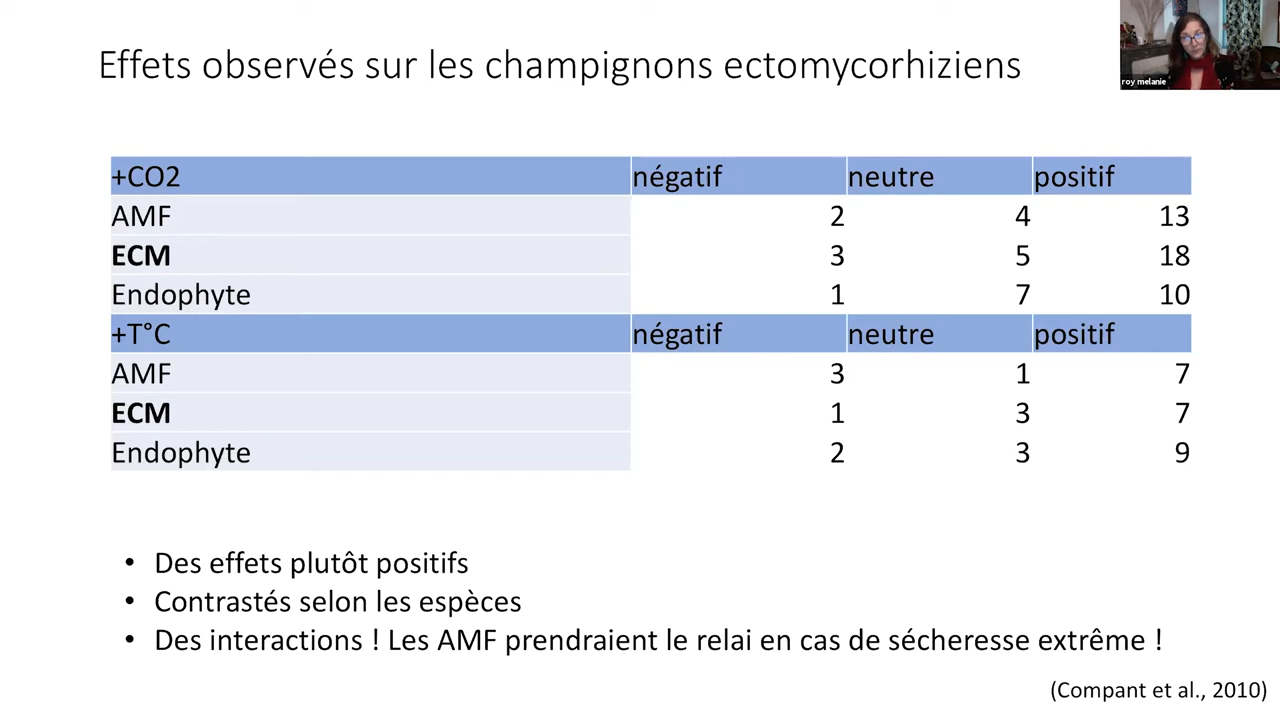 Effets observés sur les champignons ectomycorhiziens
roy melanie
+CO2 négatif neutre positif
AMF 2 4 13
ECM 3 5 18
Endophyte 1 7 10
+T°C négatif neutre positif
AMF 3 1 7
ECM 1 3 7
Endophyte 2 3 9
• Des effets plutôt positifs
• Contrastés selon les espèces
• Des interactions ! Les AMF prendraient le relai en cas de sécheresse extrême !
(Compant et al., 2010)